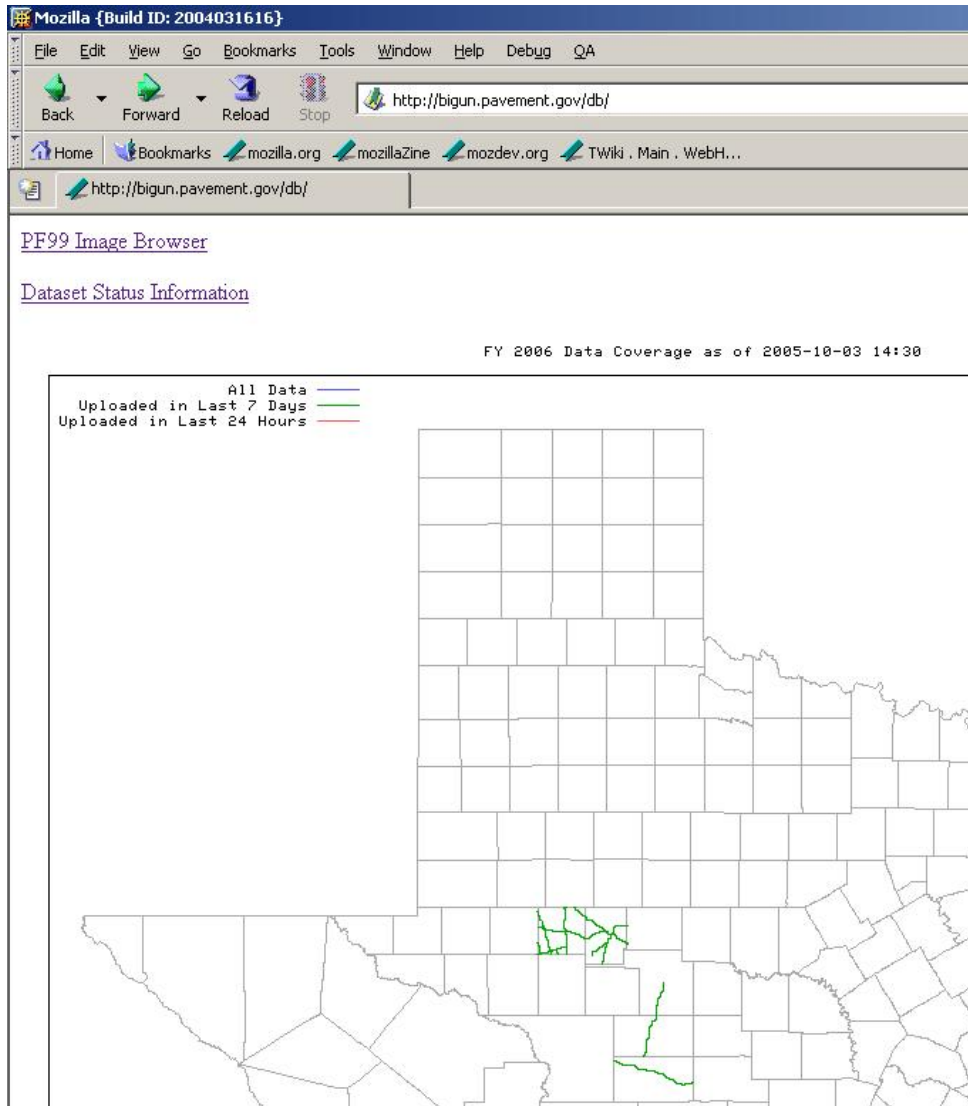 Mozilla {Build ID: 2004031616}
File Edit View Go Bookmarks Tools Window Help Debug QA
Back Forward Reload Stop http://bigun.pavement.gov/db/
Home Bookmarks mozilla.org mozillaZine mozdev.org TWiki . Main . WebH...
http://bigun.pavement.gov/db/
PF99 Image Browser
Dataset Status Information
FY 2006 Data Coverage as of 2005-10-03 14:30
All Data
Uploaded in Last 7 Days
Uploaded in Last 24 Hours